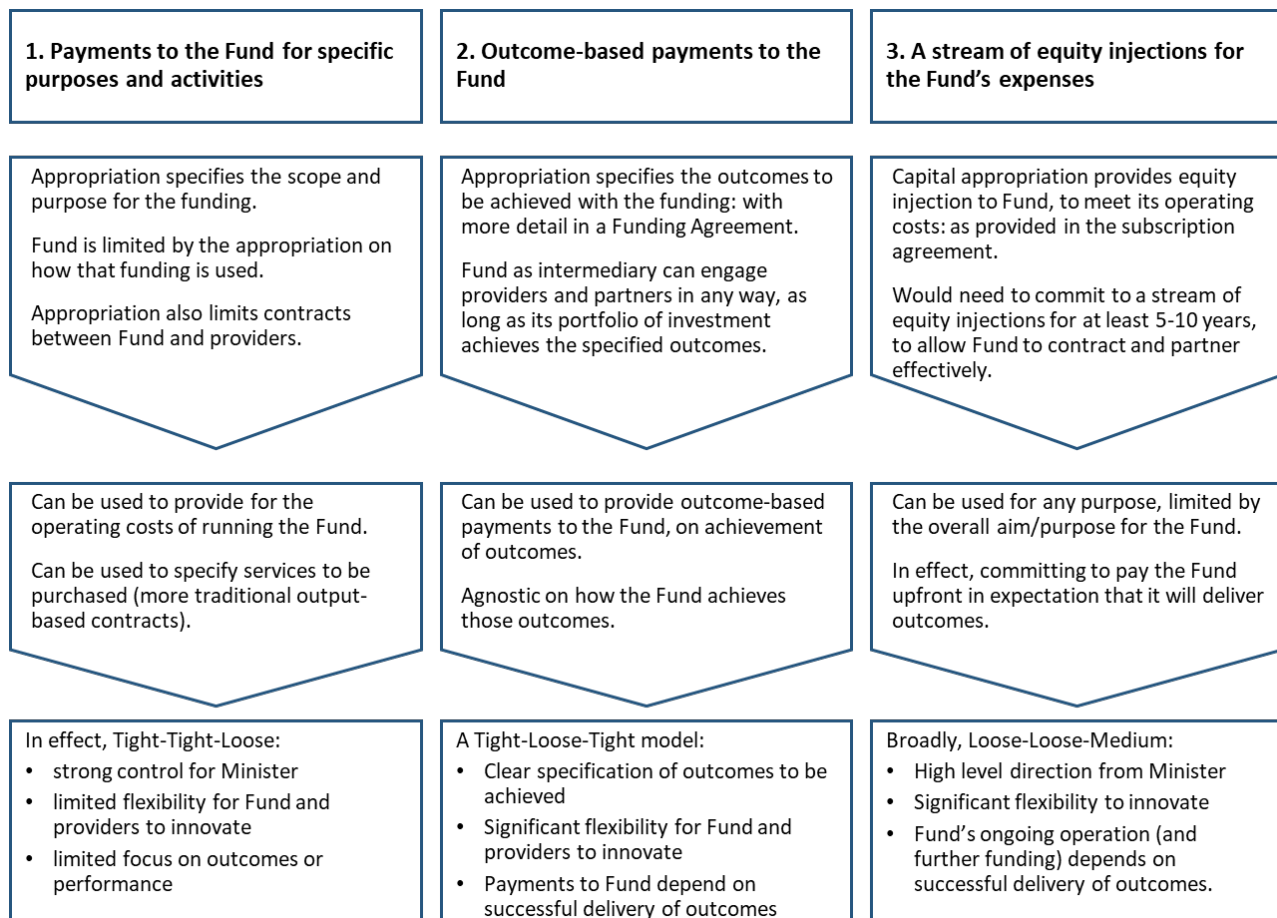 1. Payments to the Fund for specific
purposes and activities
2. Outcome-based payments to the
Fund
3. A stream of equity injections for
the Fund's expenses
Appropriation specifies the scope and
purpose for the funding.
Fund is limited by the appropriation on
how that funding is used.
Appropriation also limits contracts
between Fund and providers.
Appropriation specifies the outcomes to
be achieved with the funding: with
more detail in a Funding Agreement.
Fund as intermediary can engage
providers and partners in any way, as
long as its portfolio of investment
achieves the specified outcomes.
Capital appropriation provides equity
injection to Fund, to meet its operating
costs: as provided in the subscription
agreement.
Would need to commit to a stream of
equity injections for at least 5-10 years,
to allow Fund to contract and partner
effectively.
Can be used to provide for the
operating costs of running the Fund.
Can be used to specify services to be
purchased (more traditional output-
based contracts).
Can be used to provide outcome-based
payments to the Fund, on achievement
of outcomes.
Agnostic on how the Fund achieves
those outcomes.
Can be used for any purpose, limited by
the overall aim/purpose for the Fund.
In effect, committing to pay the Fund
upfront in expectation that it will deliver
outcomes.
In effect, Tight-Tight-Loose:
• strong control for Minister
• limited flexibility for Fund and
providers to innovate
• limited focus on outcomes or
performance
A Tight-Loose-Tight model:
• Clear specification of outcomes to be
achieved
• Significant flexibility for Fund and
providers to innovate
• Payments to Fund depend on
successful delivery of outcomes
Broadly, Loose-Loose-Medium:
• High level direction from Minister
• Significant flexibility to innovate
• Fund's ongoing operation (and
further funding) depends on
successful delivery of outcomes.